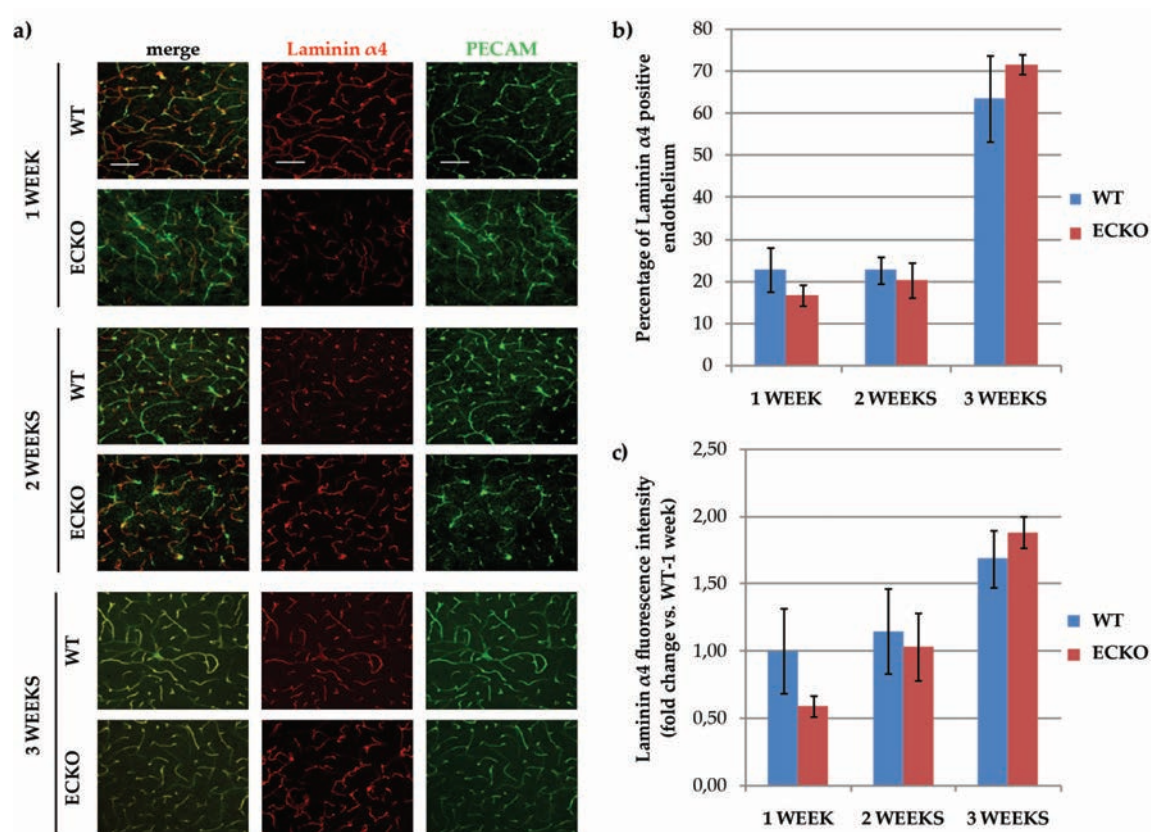 a)
merge
Laminin α4
PECAM
1 WEEK
WT
ECKO
2 WEEKS
WT
ECKO
3 WEEKS
WT
ECKO
b)
Percentage of Laminin α4 positive
endothelium
80
70
60
50
40
30
20
10
0
1 WEEK
2 WEEKS
3 WEEKS
WT
ECKO
c)
Laminin α4 fluorescence intensity
(fold change vs. WT-1 week)
2,50
2,00
1,50
1,00
0,50
0,00
1 WEEK
2 WEEKS
3 WEEKS
WT
ECKO